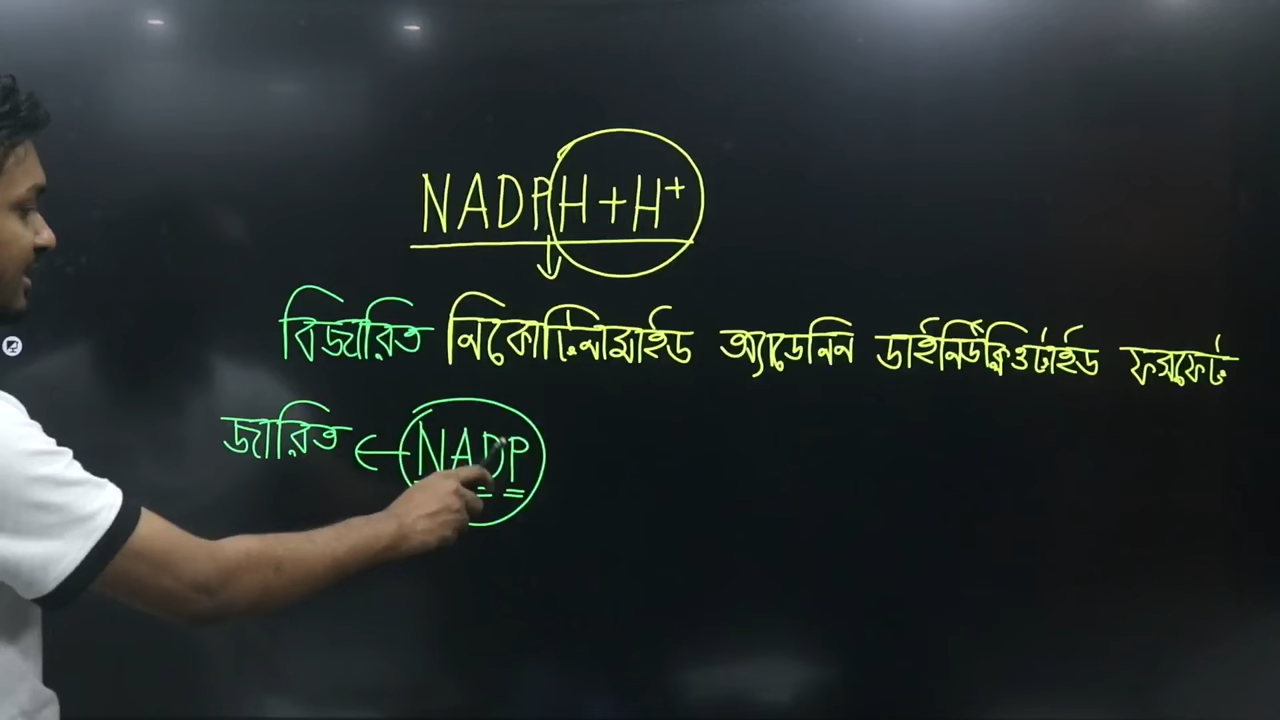 NADPH + H⁺
বিজারিত নিকোটিনামাইড অ্যাডেনিন ডাইনিউক্লিওটাইড ফসফেট
জারিত ← NADP